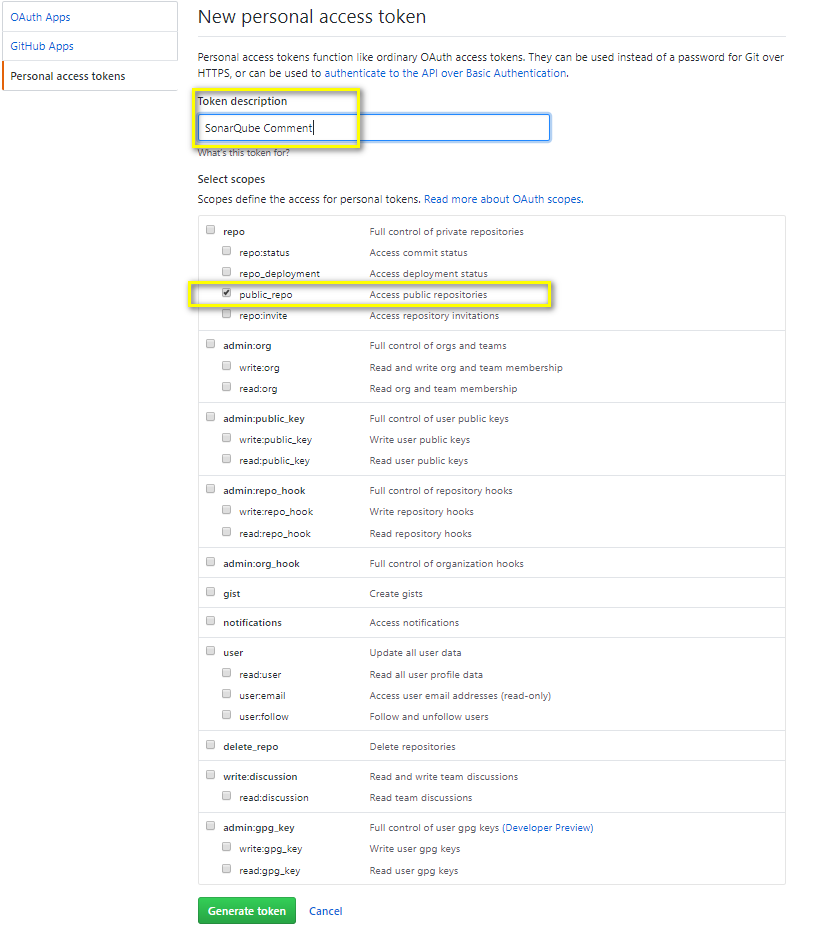 OAuth Apps
GitHub Apps
Personal access tokens
New personal access token
Personal access tokens function like ordinary OAuth access tokens. They can be used instead of a password for Git over
HTTPS, or can be used to authenticate to the API over Basic Authentication.
Token description
SonarQube Comment
What's this token for?
Select scopes
Scopes define the access for personal tokens. Read more about OAuth scopes.
repo Full control of private repositories
repo:status Access commit status
repo_deployment Access deployment status
public_repo Access public repositories
repo:invite Access repository invitations
admin:org Full control of orgs and teams
write:org Read and write org and team membership
read:org Read org and team membership
admin:public_key Full control of user public keys
write:public_key Write user public keys
read:public_key Read user public keys
admin:repo_hook Full control of repository hooks
write:repo_hook Write repository hooks
read:repo_hook Read repository hooks
admin:org_hook Full control of organization hooks
gist Create gists
notifications Access notifications
user Update all user data
read:user Read all user profile data
user:email Access user email addresses (read-only)
user:follow Follow and unfollow users
delete_repo Delete repositories
write:discussion Read and write team discussions
read:discussion Read team discussions
admin:gpg_key Full control of user gpg keys (Developer Preview)
write:gpg_key Write user gpg keys
read:gpg_key Read user gpg keys
Generate token Cancel